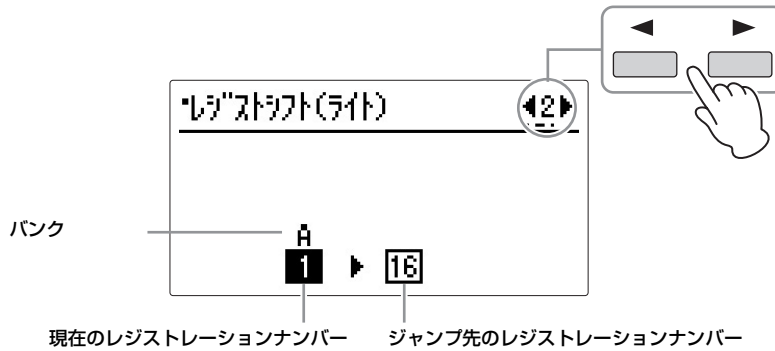 レジストシフト(ライト)
2
バンク
A
1 16
現在のレジストレーションナンバー
ジャンプ先のレジストレーションナンバー